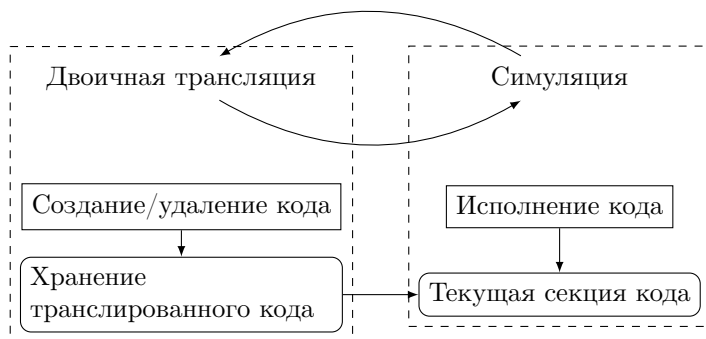 Двоичная трансляция
Симуляция
Создание/удаление кода
Исполнение кода
Хранение
транслированного кода
Текущая секция кода